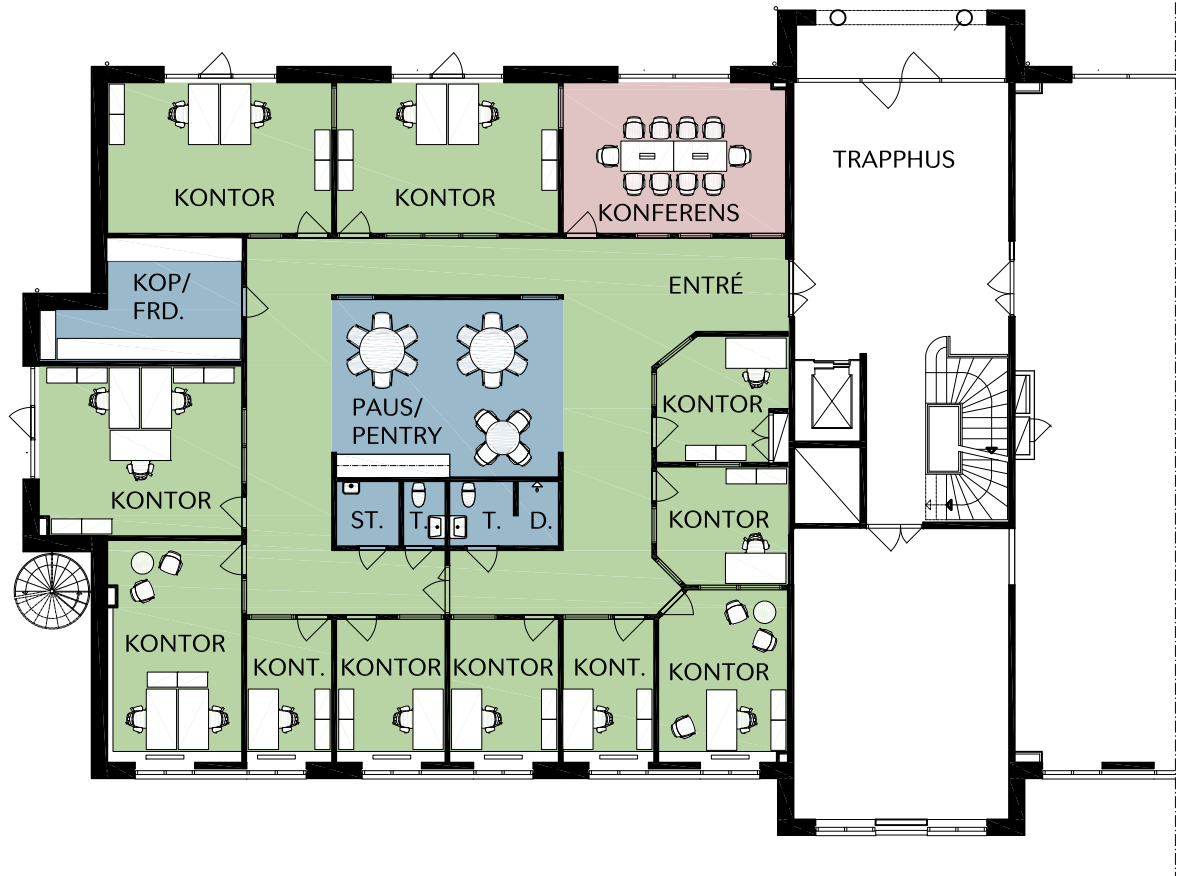 TRAPPHUS
KONTOR
KONTOR
KONFERENS
KOP/
FRD.
ENTRÉ
PAUS/
PENTRY
KONTOR
KONTOR
ST.
T.
T.
D.
KONTOR
KONTOR
KONT.
KONTOR
KONTOR
KONT.
KONTOR